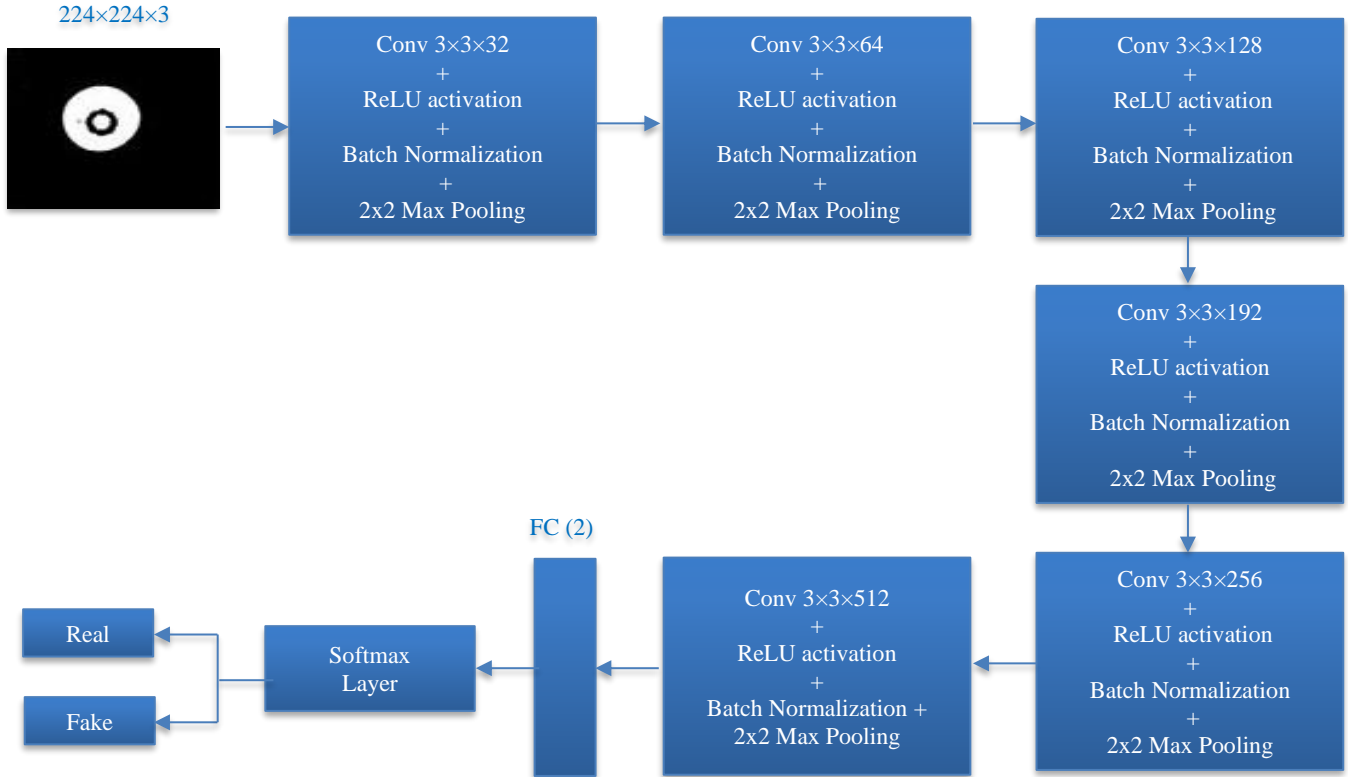 224×224×3
Conv 3×3×32
+
ReLU activation
+
Batch Normalization
+
2x2 Max Pooling
Conv 3×3×64
+
ReLU activation
+
Batch Normalization
+
2x2 Max Pooling
Conv 3×3×128
+
ReLU activation
+
Batch Normalization
+
2x2 Max Pooling
Conv 3×3×192
+
ReLU activation
+
Batch Normalization
+
2x2 Max Pooling
Conv 3×3×256
+
ReLU activation
+
Batch Normalization
+
2x2 Max Pooling
Conv 3×3×512
+
ReLU activation
+
Batch Normalization +
2x2 Max Pooling
FC (2)
Softmax
Layer
Real
Fake